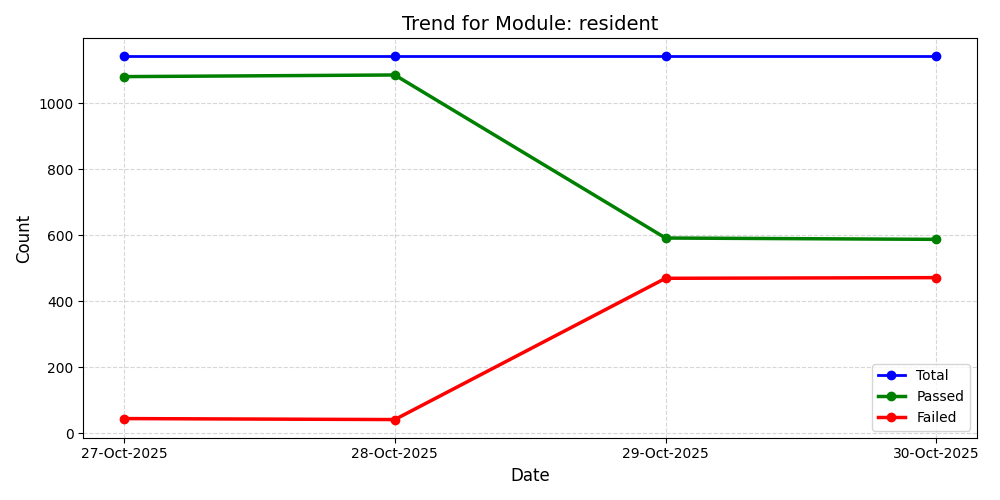 Trend for Module: resident
Count
1000
800
600
400
200
0
Total
Passed
Failed
27-Oct-2025
28-Oct-2025
29-Oct-2025
30-Oct-2025
Date